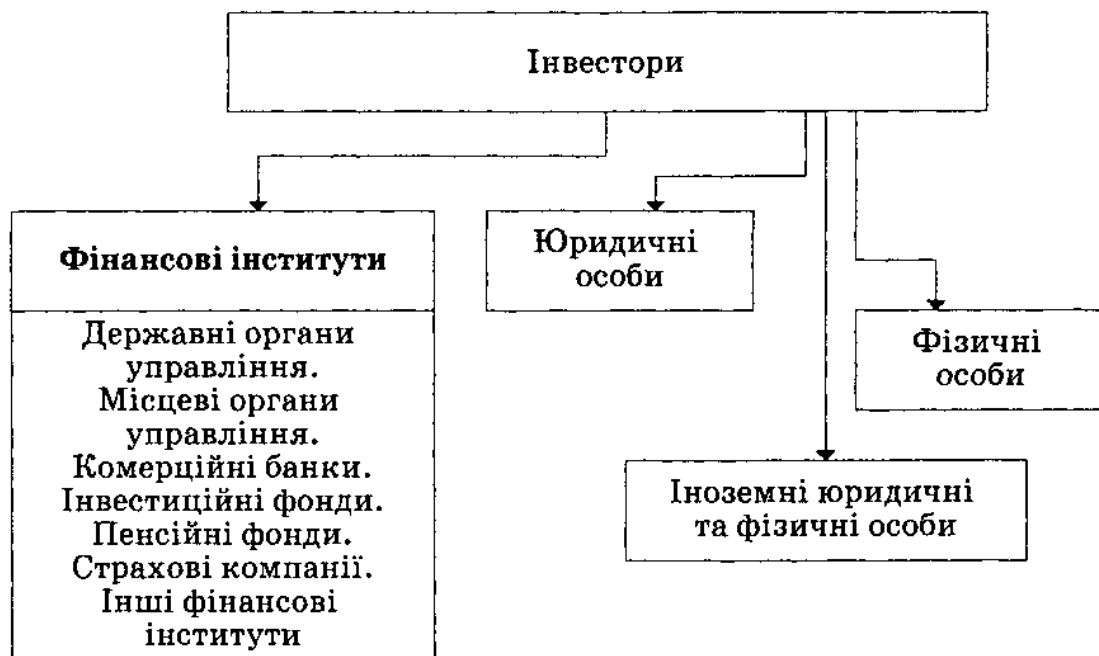 Інвестори
Фінансові інститути
Державні органи
управління.
Місцеві органи
управління.
Комерційні банки.
Інвестиційні фонди.
Пенсійні фонди.
Страхові компанії.
Інші фінансові
інститути
Юридичні
особи
Фізичні
особи
Іноземні юридичні
та фізичні особи